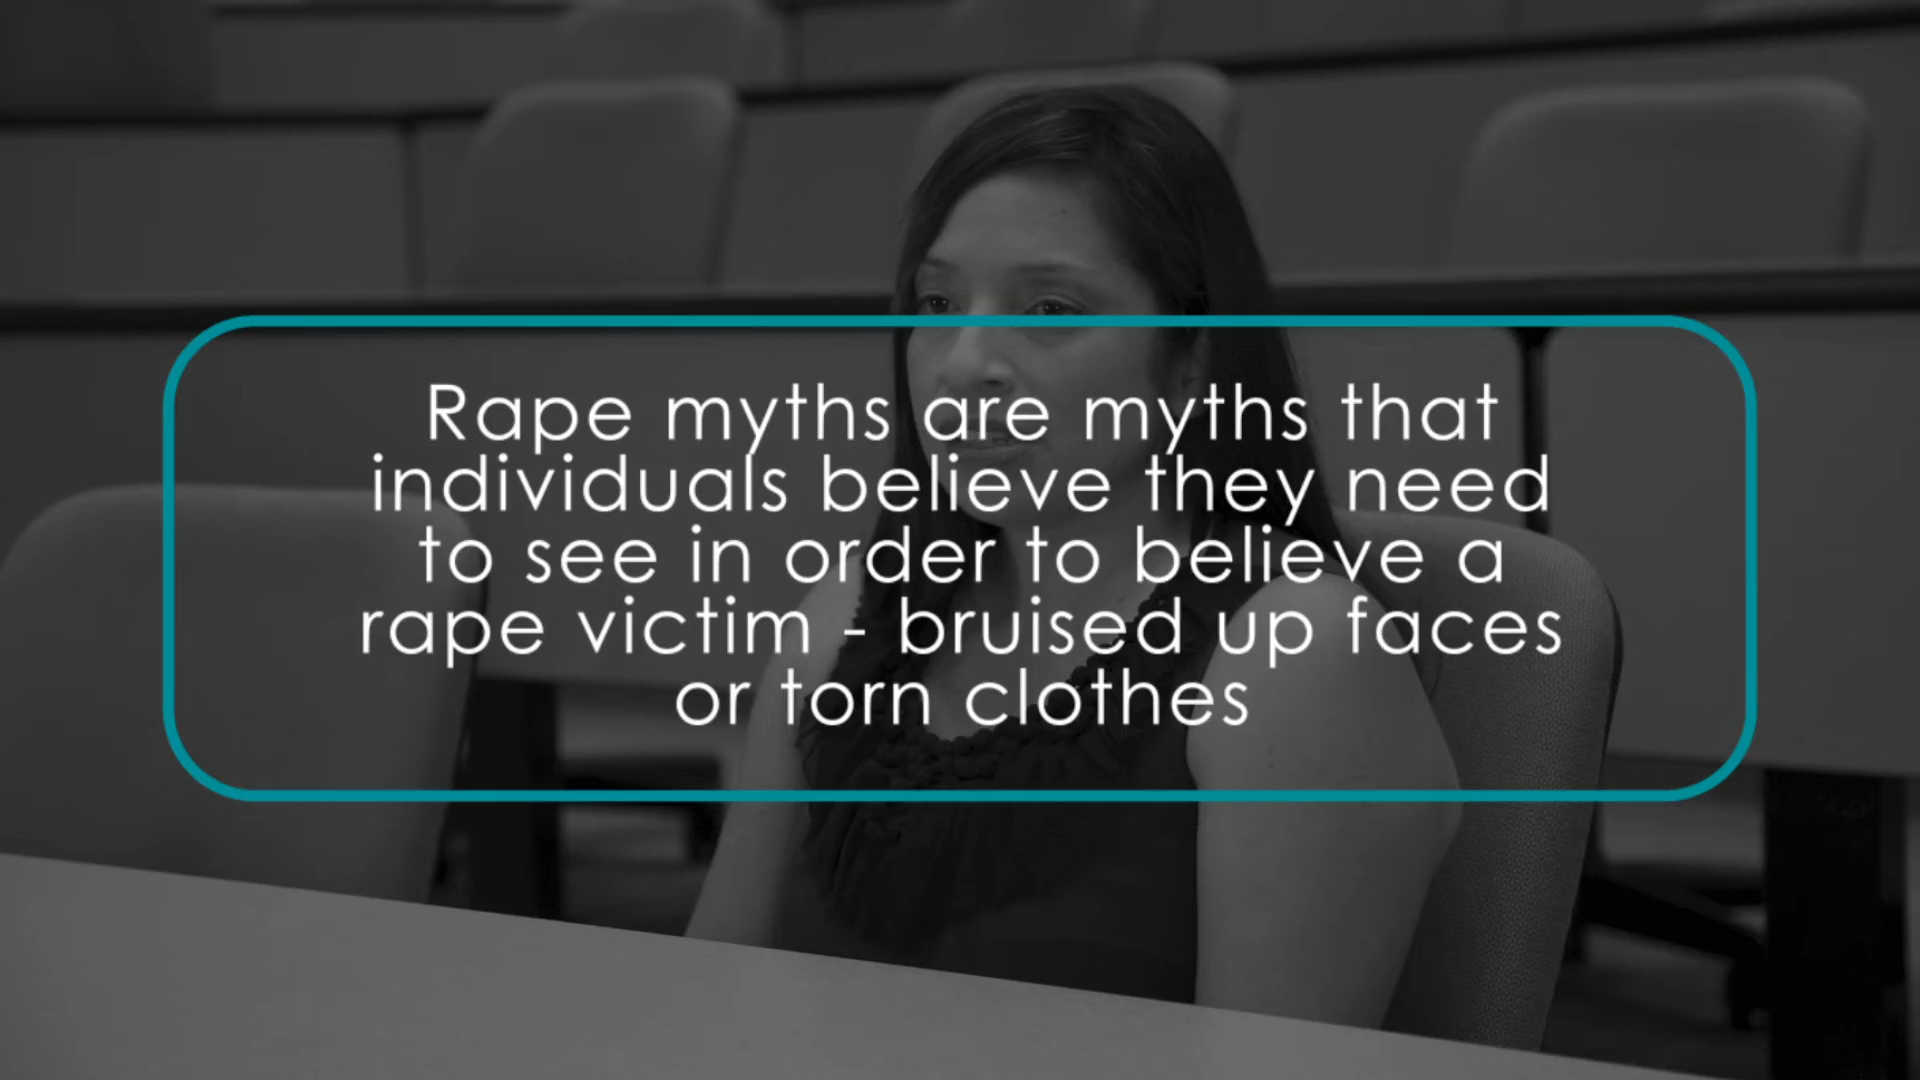 Rape myths are myths that
individuals believe they need
to see in order to believe a
rape victim - bruised up faces
or torn clothes